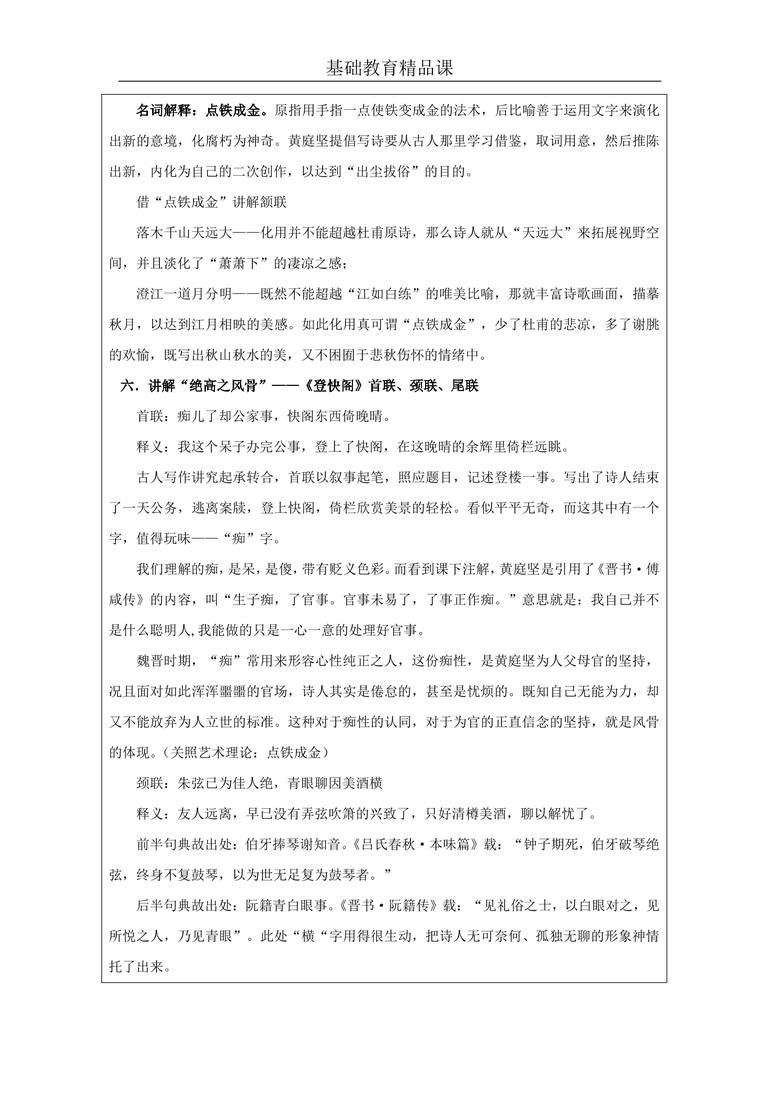 基础教育精品课
名词解释：点铁成金。原指用手指一点使铁变成金的法术，后比喻善于运用文字来演化
出新的意境，化腐朽为神奇。黄庭坚提倡写诗要从古人那里学习借鉴，取词用意，然后推陈
出新，内化为自己的二次创作，以达到“出尘拔俗”的目的。
借“点铁成金”讲解颔联
落木千山天远大——化用并不能超越杜甫原诗，那么诗人就从“天远大”来拓展视野空
间，并且淡化了“萧萧下”的凄凉之感；
澄江一道月分明——既然不能超越“江如白练”的唯美比喻，那就丰富诗歌画面，描摹
秋月，以达到江月相映的美感。如此化用真可谓“点铁成金”，少了杜甫的悲凉，多了谢朓
的欢愉，既写出秋山秋水的美，又不困囿于悲秋伤怀的情绪中。
六．讲解“绝高之风骨”——《登快阁》首联、颈联、尾联
首联：痴儿了却公家事，快阁东西倚晚晴。
释义：我这个呆子办完公事，登上了快阁，在这晚晴的余辉里倚栏远眺。
古人写作讲究起承转合，首联以叙事起笔，照应题目，记述登楼一事。写出了诗人结束
了一天公务，逃离案牍，登上快阁，倚栏欣赏美景的轻松。看似平平无奇，而这其中有一个
字，值得玩味——“痴”字。
我们理解的痴，是呆，是傻，带有贬义色彩。而看到课下注解，黄庭坚是引用了《晋书·傅
咸传》的内容，叫“生子痴，了官事。官事未易了，了事正作痴。”意思就是：我自己并不
是什么聪明人,我能做的只是一心一意的处理好官事。
魏晋时期，“痴”常用来形容心性纯正之人，这份痴性，是黄庭坚为人父母官的坚持，
况且面对如此浑浑噩噩的官场，诗人其实是倦怠的，甚至是忧烦的。既知自己无能为力，却
又不能放弃为人立世的标准。这种对于痴性的认同，对于为官的正直信念的坚持，就是风骨
的体现。（关照艺术理论：点铁成金）
颈联：朱弦已为佳人绝，青眼聊因美酒横
释义：友人远离，早已没有弄弦吹箫的兴致了，只好清樽美酒，聊以解忧了。
前半句典故出处：伯牙捧琴谢知音。《吕氏春秋·本味篇》载：“钟子期死，伯牙破琴绝
弦，终身不复鼓琴，以为世无足复为鼓琴者。”
后半句典故出处：阮籍青白眼事。《晋书·阮籍传》载：“见礼俗之士，以白眼对之，见
所悦之人，乃见青眼”。此处“横“字用得很生动，把诗人无可奈何、孤独无聊的形象神情
托了出来。